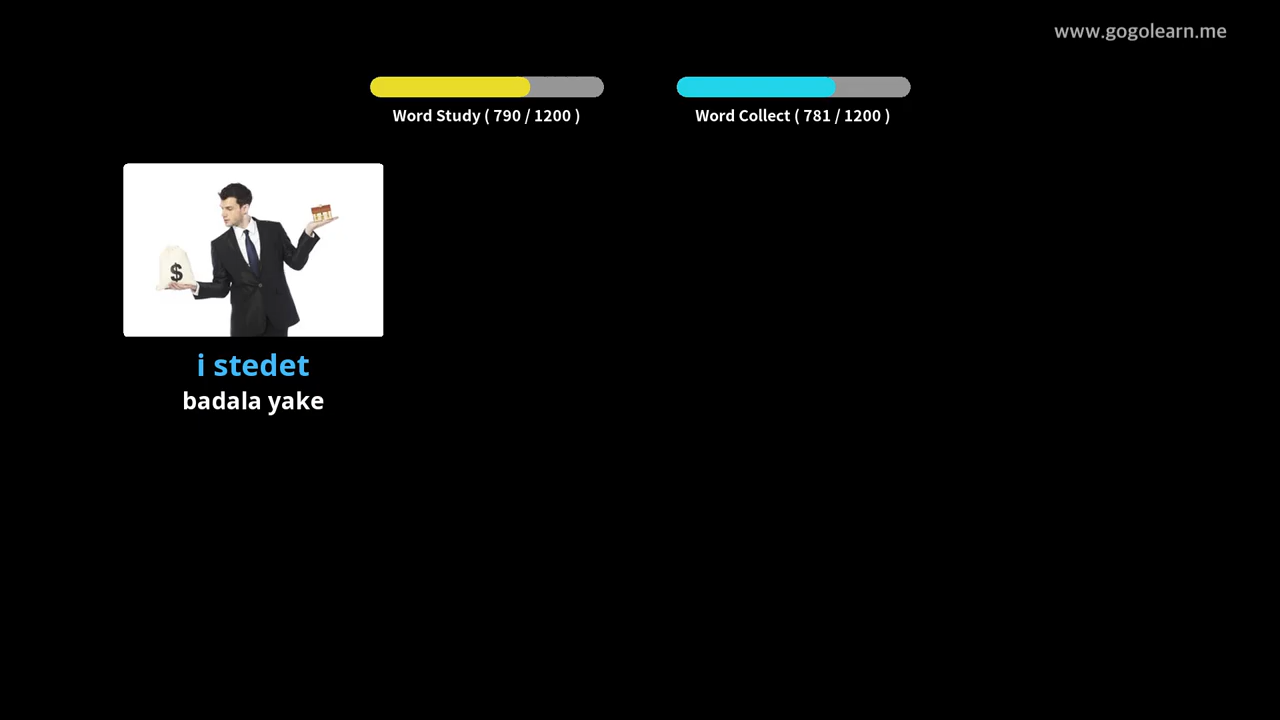 www.gogolearn.me
Word Study ( 790 / 1200 )
Word Collect ( 781 / 1200 )
$
i stedet
badala yake